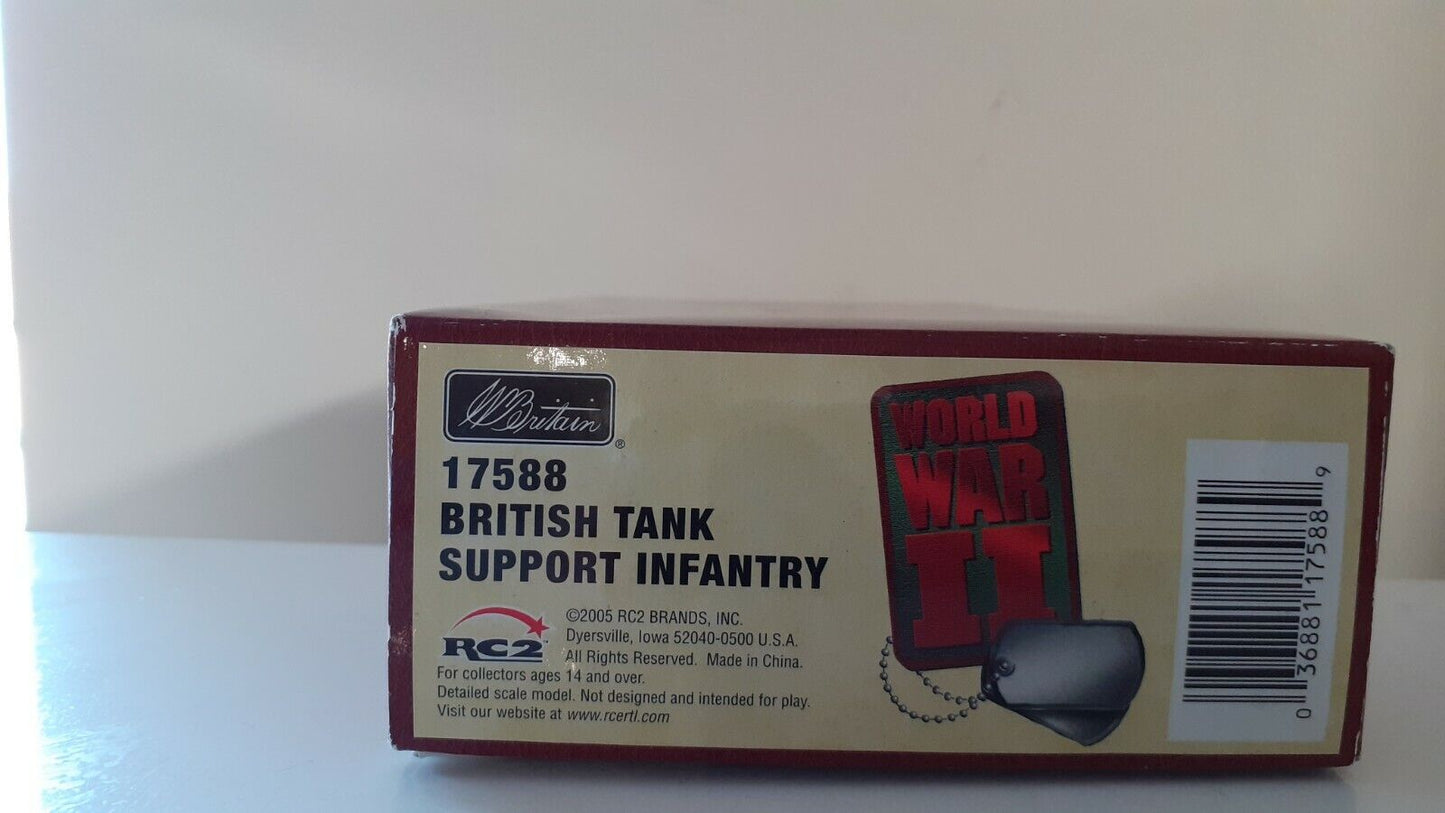 W Britain®
17588
BRITISH TANK
SUPPORT INFANTRY
RC2
©2005 RC2 BRANDS, INC.
Dyersville, Iowa 52040-0500 U.S.A.
All Rights Reserved. Made in China.
For collectors ages 14 and over.
Detailed scale model. Not designed and intended for play.
Visit our website at www.rcertl.com
WORLD
WAR
II
0 36881 17588 9